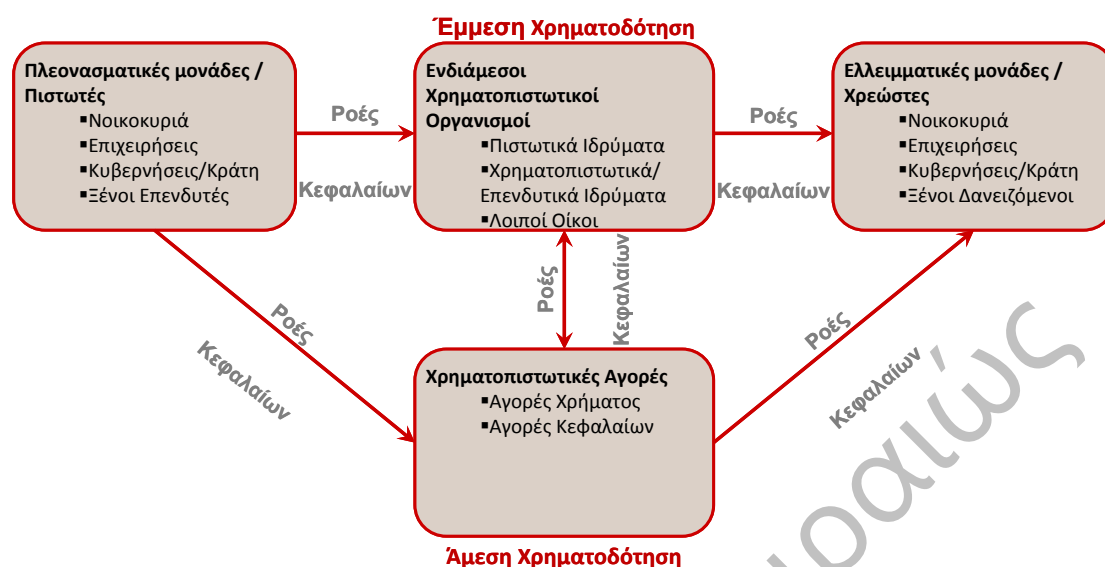 Έμμεση Χρηματοδότηση
Πλεονασματικές μονάδες /
Πιστωτές
▪Νοικοκυριά
▪Επιχειρήσεις
▪Κυβερνήσεις/Κράτη
▪Ξένοι Επενδυτές
Ροές
Κεφαλαίων
Ενδιάμεσοι
Χρηματοπιστωτικοί
Οργανισμοί
▪Πιστωτικά Ιδρύματα
▪Χρηματοπιστωτικά/
Επενδυτικά Ιδρύματα
▪Λοιποί Οίκοι
Ροές
Κεφαλαίων
Ελλειμματικές μονάδες /
Χρεώστες
▪Νοικοκυριά
▪Επιχειρήσεις
▪Κυβερνήσεις/Κράτη
▪Ξένοι Δανειζόμενοι
Ροές
Κεφαλαίων
Ροές
Κεφαλαίων
Ροές
Κεφαλαίων
Χρηματοπιστωτικές Αγορές
▪Αγορές Χρήματος
▪Αγορές Κεφαλαίων
Άμεση Χρηματοδότηση